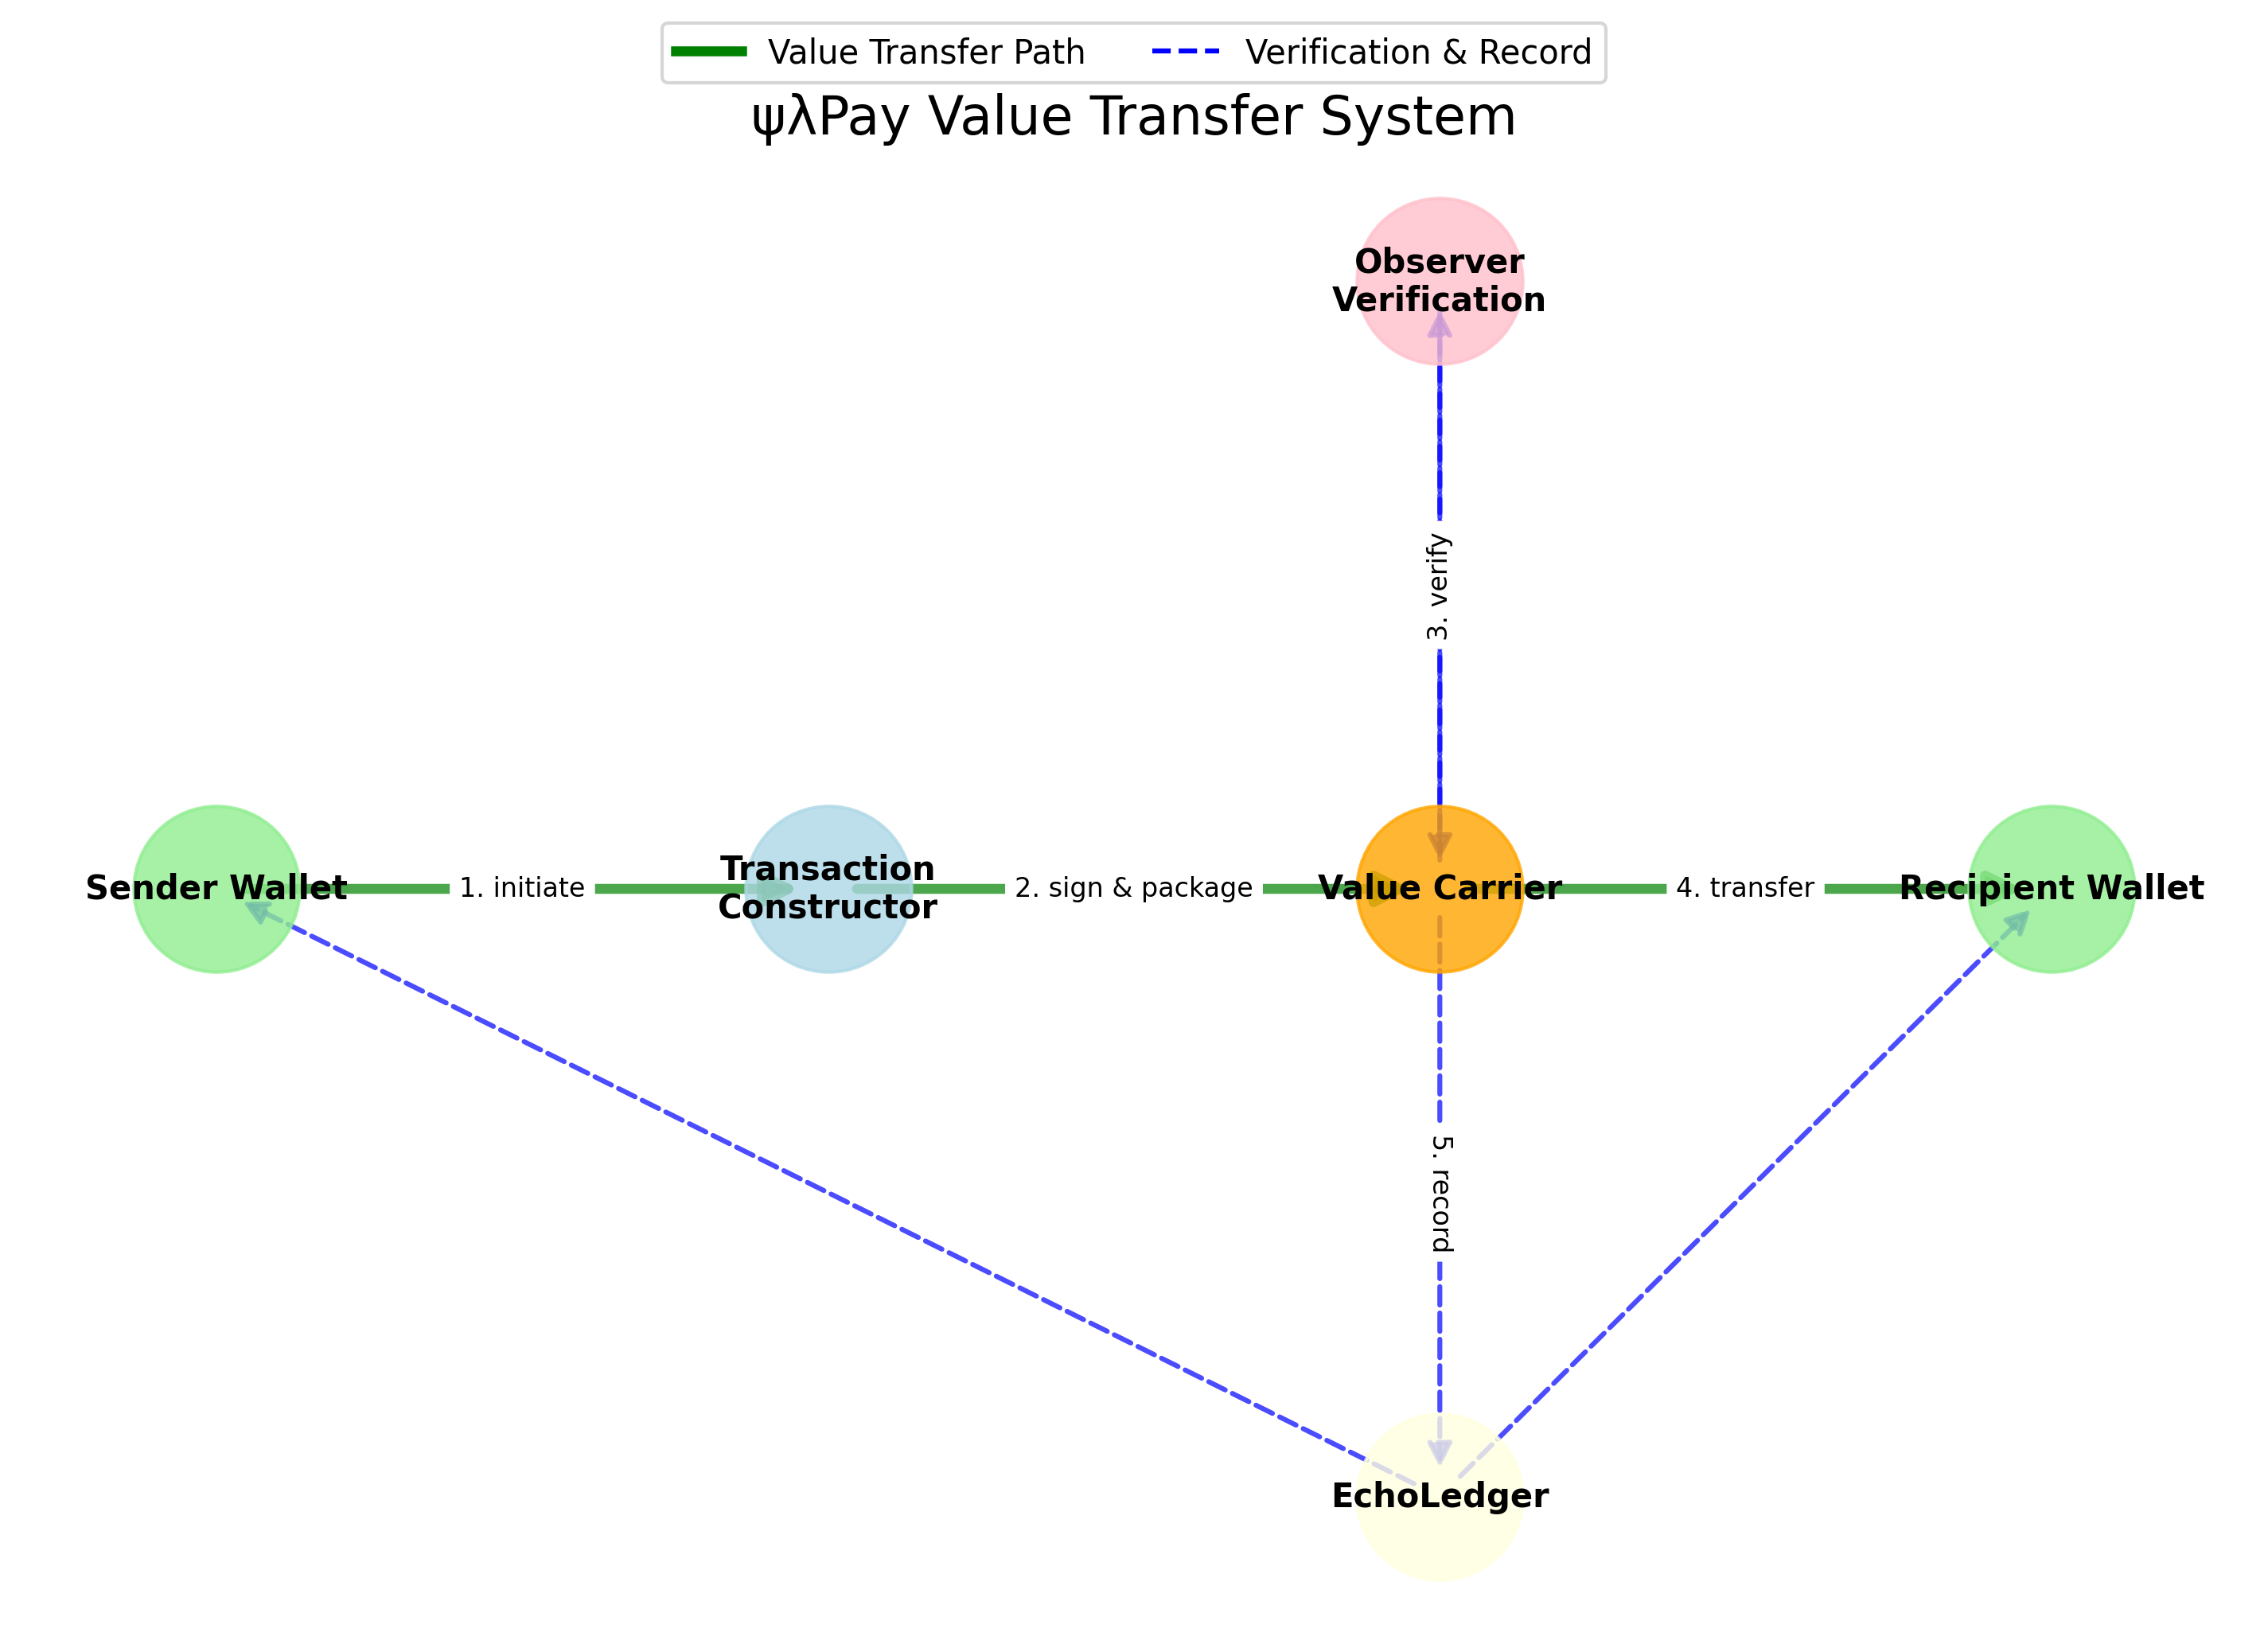 Value Transfer Path
Verification & Record
ψλPay Value Transfer System
Observer
Verification
3. verify
Sender Wallet
1. initiate
Transaction
Constructor
2. sign & package
Value Carrier
4. transfer
Recipient Wallet
5. record
EchoLedger